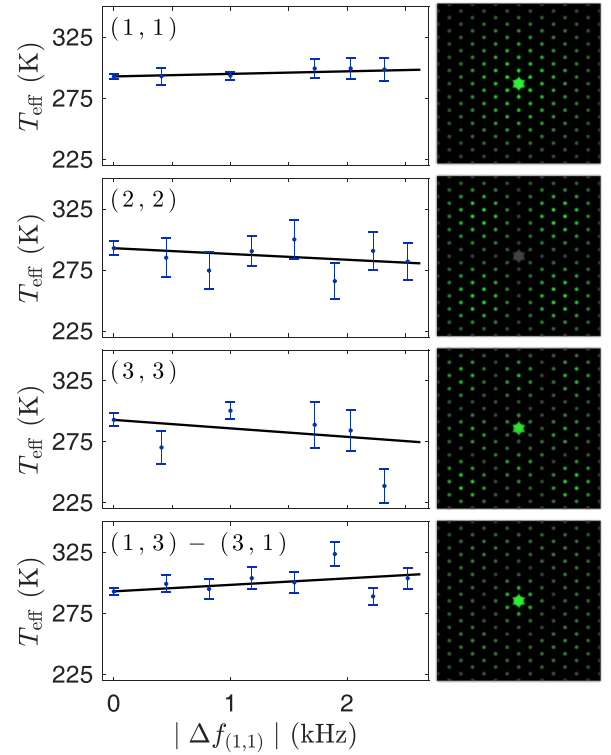 (1, 1)
T_eff (K)
325
275
225
(2, 2)
T_eff (K)
325
275
225
(3, 3)
T_eff (K)
325
275
225
(1, 3) − (3, 1)
T_eff (K)
325
275
225
0 1 2
| Δf_(1,1) | (kHz)